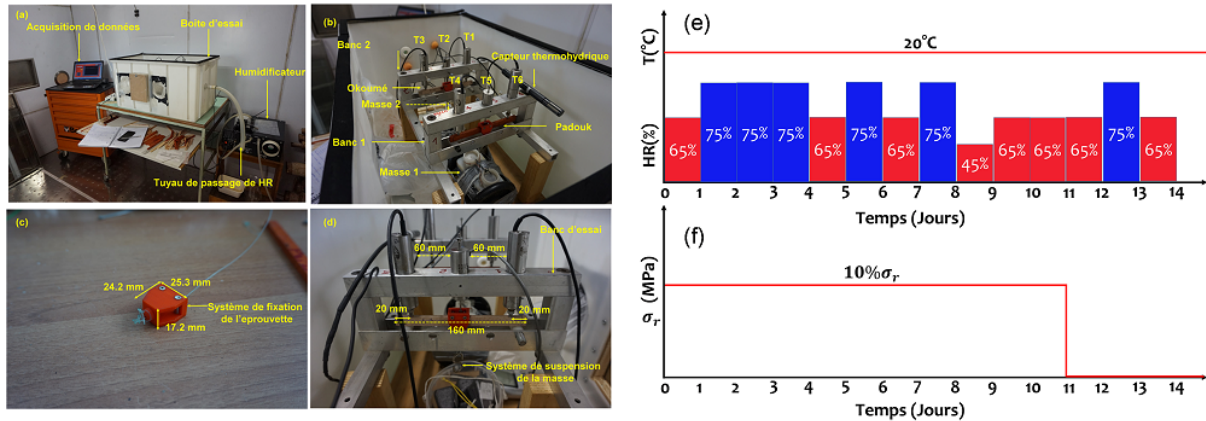 (a)
Acquisition de données
Boite d'essai
Humidificateur
Tuyau de passage de HR
(b)
Banc 2
T3
T2
T1
Capteur thermohydrique
Okoumé
T4
T5
T6
Masse 2
Padouk
Banc 1
Masse 1
(c)
24.2 mm
25.3 mm
Système de fixation
de l'eprouvette
17.2 mm
(d)
Banc d'essai
60 mm
60 mm
20 mm
20 mm
160 mm
Système de suspension
de la masse
(e)
T(°C)
20°C
HR(%)
65%
75%
75%
75%
65%
75%
65%
75%
45%
65%
65%
65%
75%
65%
0 1 2 3 4 5 6 7 8 9 10 11 12 13 14
Temps (Jours)
(f)
σr (MPa)
10%σr
0 1 2 3 4 5 6 7 8 9 10 11 12 13 14
Temps (Jours)